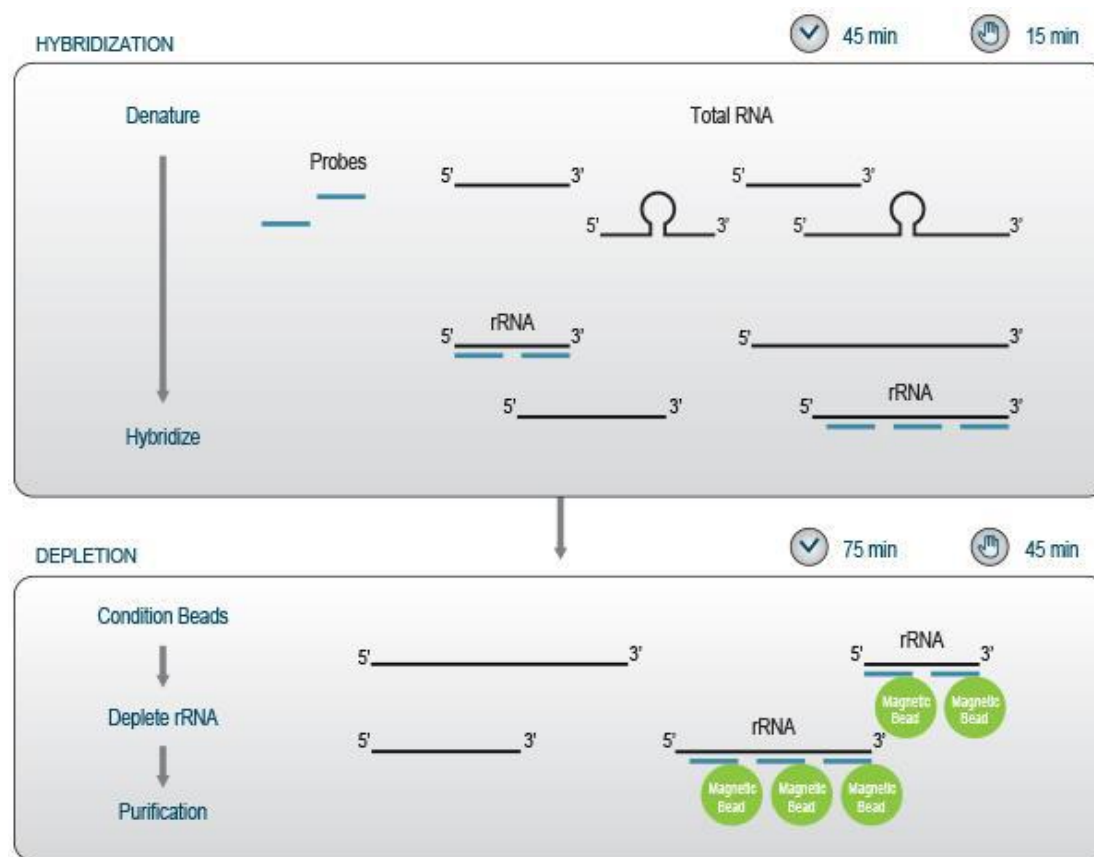 HYBRIDIZATION 45 min 15 min
Denature Total RNA
Probes
5' 3' 5' 3'
5' 3' 5' 3'
5' rRNA 3' 5' 3'
5' 3' rRNA
5' 3'
Hybridize
DEPLETION 75 min 45 min
Condition Beads
rRNA
5' 3' 5' 3'
Magnetic Bead Magnetic Bead
Deplete rRNA
rRNA
5' 3' 5' 3'
Magnetic Bead Magnetic Bead Magnetic Bead
Purification